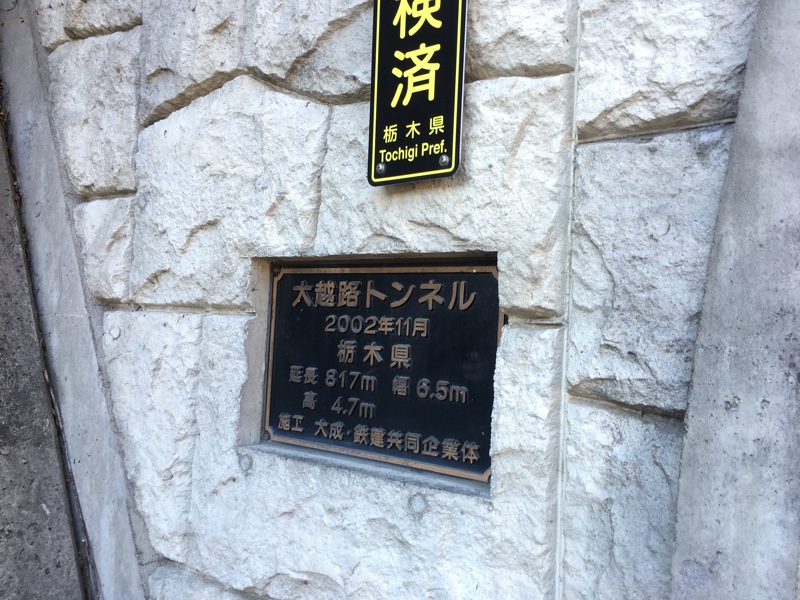 検
済
栃木県
Tochigi Pref.
大越路トンネル
2002年11月
栃木県
延長 817m 幅 6.5m
高 4.7m
施工 大成・鉄建共同企業体